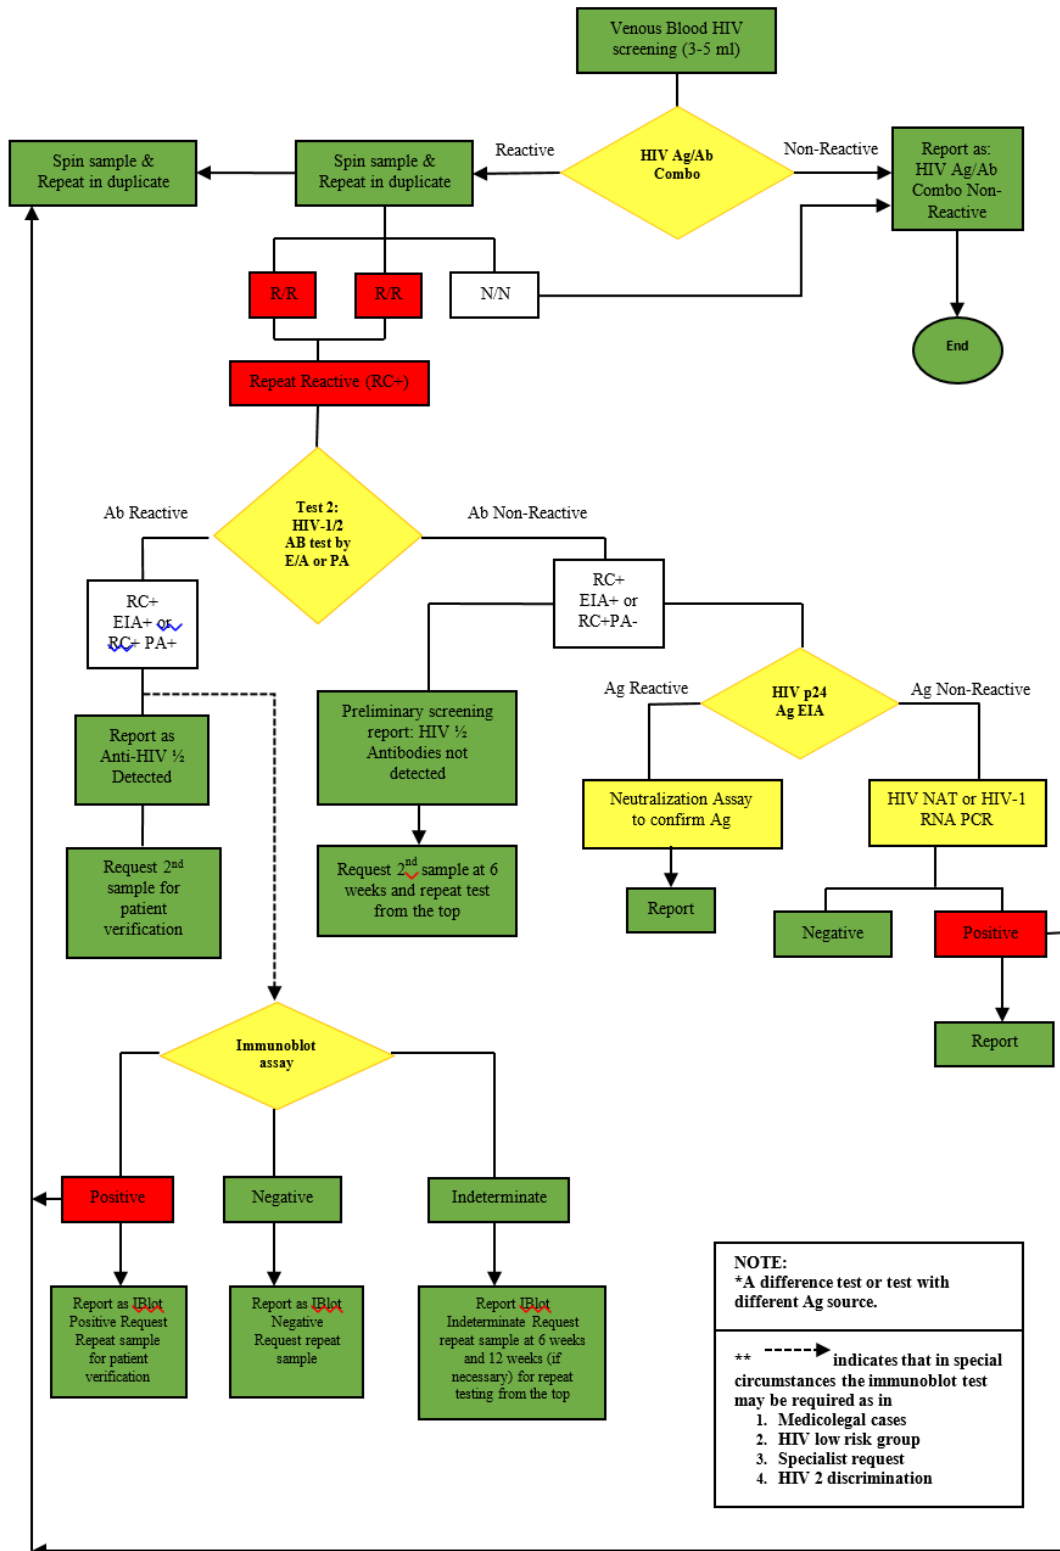 Venous Blood HIV
screening (3-5 ml)
Spin sample &
Repeat in duplicate
Spin sample &
Repeat in duplicate
Reactive
HIV Ag/Ab
Combo
Non-Reactive
Report as:
HIV Ag/Ab
Combo Non-
Reactive
R/R
R/R
N/N
End
Repeat Reactive (RC+)
Ab Reactive
Test 2:
HIV-1/2
AB test by
E/A or PA
Ab Non-Reactive
RC+
EIA+ or
RC+ PA+
RC+
EIA+ or
RC+PA-
Ag Reactive
HIV p24
Ag EIA
Ag Non-Reactive
Report as
Anti-HIV ½
Detected
Preliminary screening
report: HIV ½
Antibodies not
detected
Neutralization Assay
to confirm Ag
HIV NAT or HIV-1
RNA PCR
Request 2nd
sample for
patient
verification
Request 2nd sample at 6
weeks and repeat test
from the top
Report
Negative
Positive
Report
Immunoblot
assay
Positive
Negative
Indeterminate
Report as IBlot
Positive Request
Repeat sample
for patient
verification
Report as IBlot
Negative
Request repeat
sample
Report IBlot
Indeterminate Request
repeat sample at 6 weeks
and 12 weeks (if
necessary) for repeat
testing from the top
NOTE:
*A difference test or test with
different Ag source.
** indicates that in special
circumstances the immunoblot test
may be required as in
1. Medicolegal cases
2. HIV low risk group
3. Specialist request
4. HIV 2 discrimination